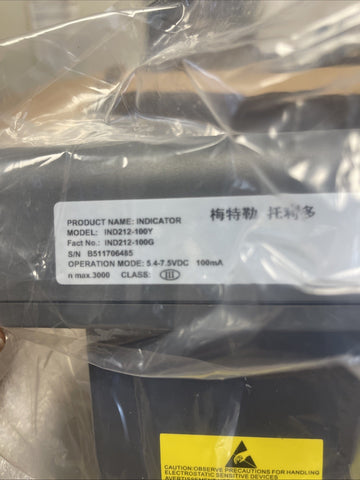 梅特勒 托利多
PRODUCT NAME: INDICATOR
MODEL: IND212-100Y
Fact No.: IND212-100G
S/N B511706485
OPERATION MODE: 5.4-7.5VDC 100mA
n max.3000 CLASS: III
CAUTION:OBSERVE PRECAUTIONS FOR HANDLING
ELECTROSTATIC SENSITIVE DEVICES